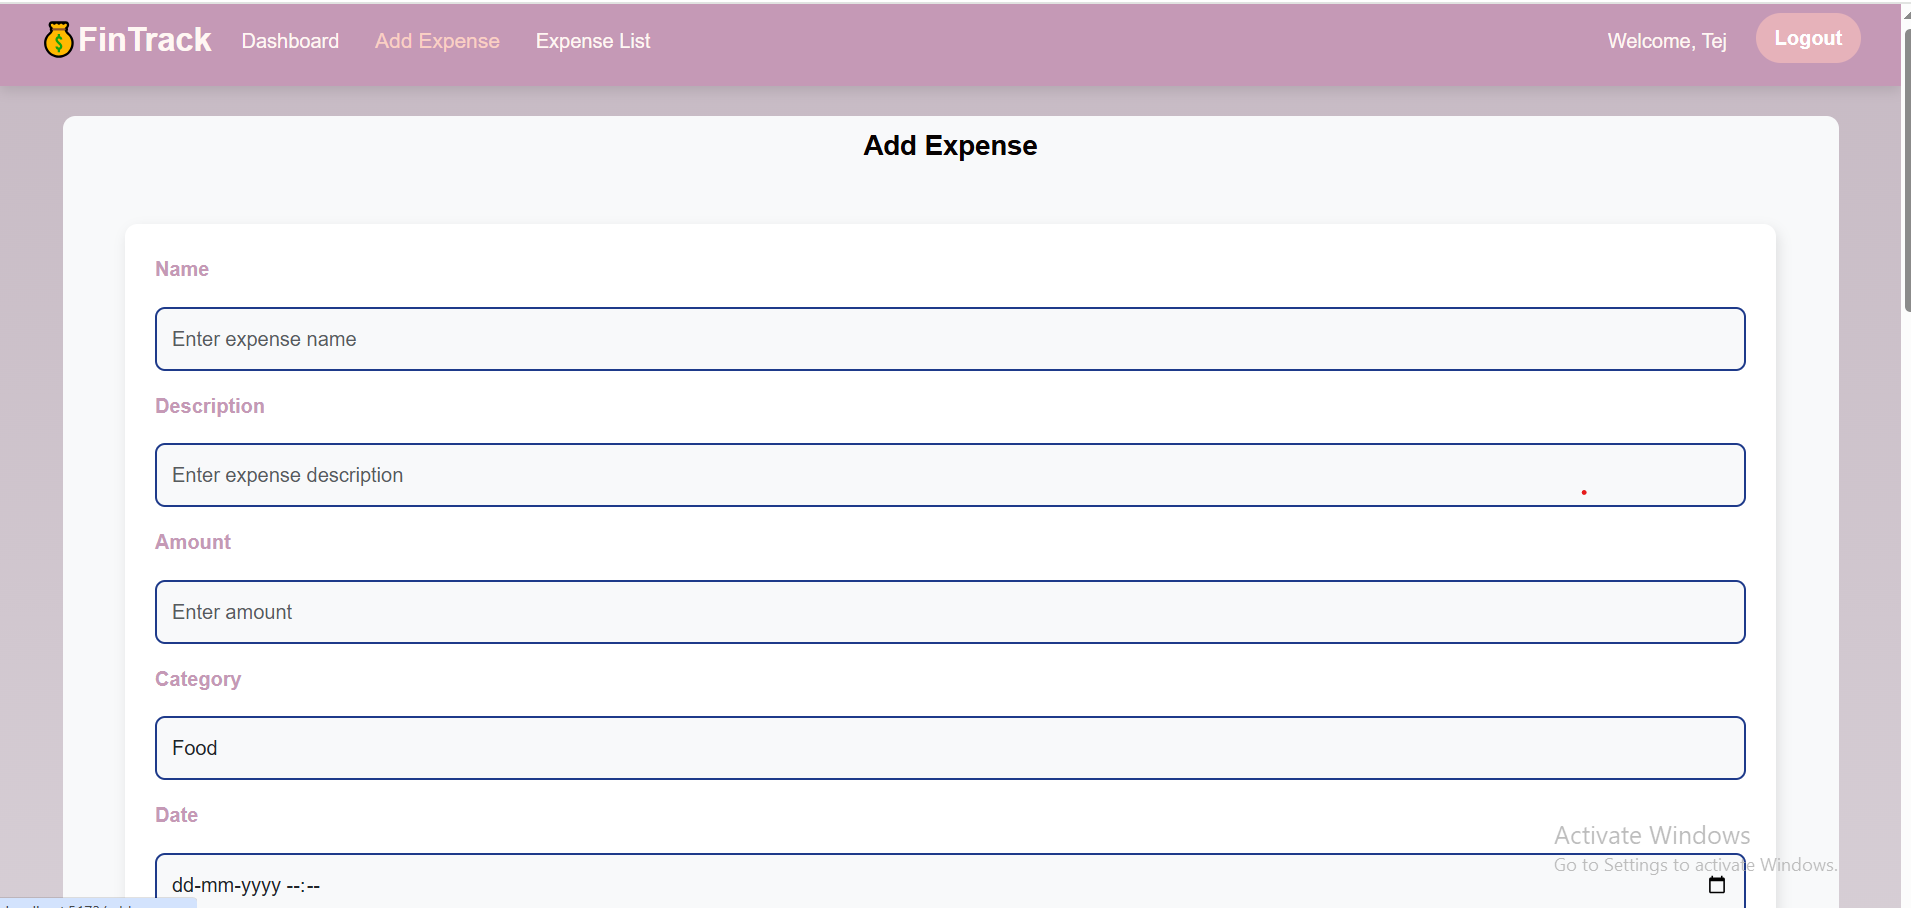 FinTrack Dashboard Add Expense Expense List Welcome, Tej Logout
Add Expense
Name
Enter expense name
Description
Enter expense description
Amount
Enter amount
Category
Food
Date
dd-mm-yyyy --:--
Activate Windows
Go to Settings to activate Windows.